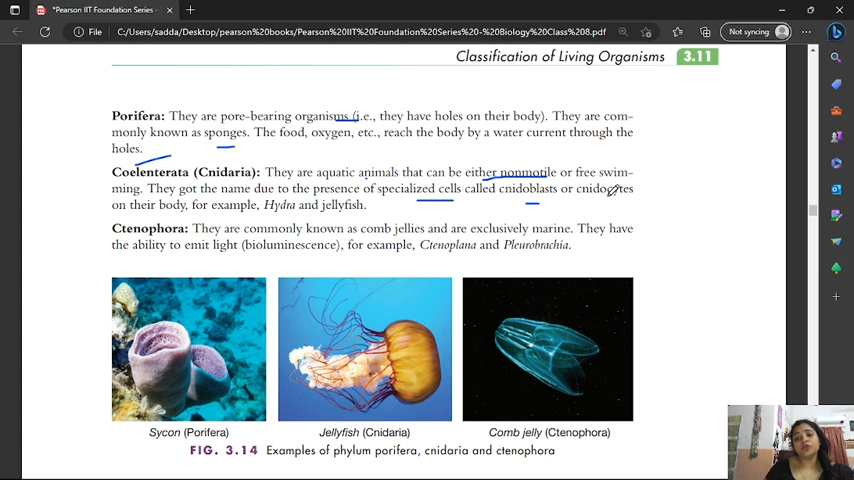 *Pearson IIT Foundation Series -
File
C:/Users/sadda/Desktop/pearson%20books/Pearson%20IIT%20Foundation%20Series%20-%20Biology%20Class%208.pdf
Not syncing
Classification of Living Organisms 3.11
Porifera: They are pore-bearing organisms (i.e., they have holes on their body). They are com-
monly known as sponges. The food, oxygen, etc., reach the body by a water current through the
holes.
Coelenterata (Cnidaria): They are aquatic animals that can be either nonmotile or free swim-
ming. They got the name due to the presence of specialized cells called cnidoblasts or cnidocytes
on their body, for example, Hydra and jellyfish.
Ctenophora: They are commonly known as comb jellies and are exclusively marine. They have
the ability to emit light (bioluminescence), for example, Ctenoplana and Pleurobrachia.
Sycon (Porifera)
Jellyfish (Cnidaria)
Comb jelly (Ctenophora)
FIG. 3.14 Examples of phylum porifera, cnidaria and ctenophora